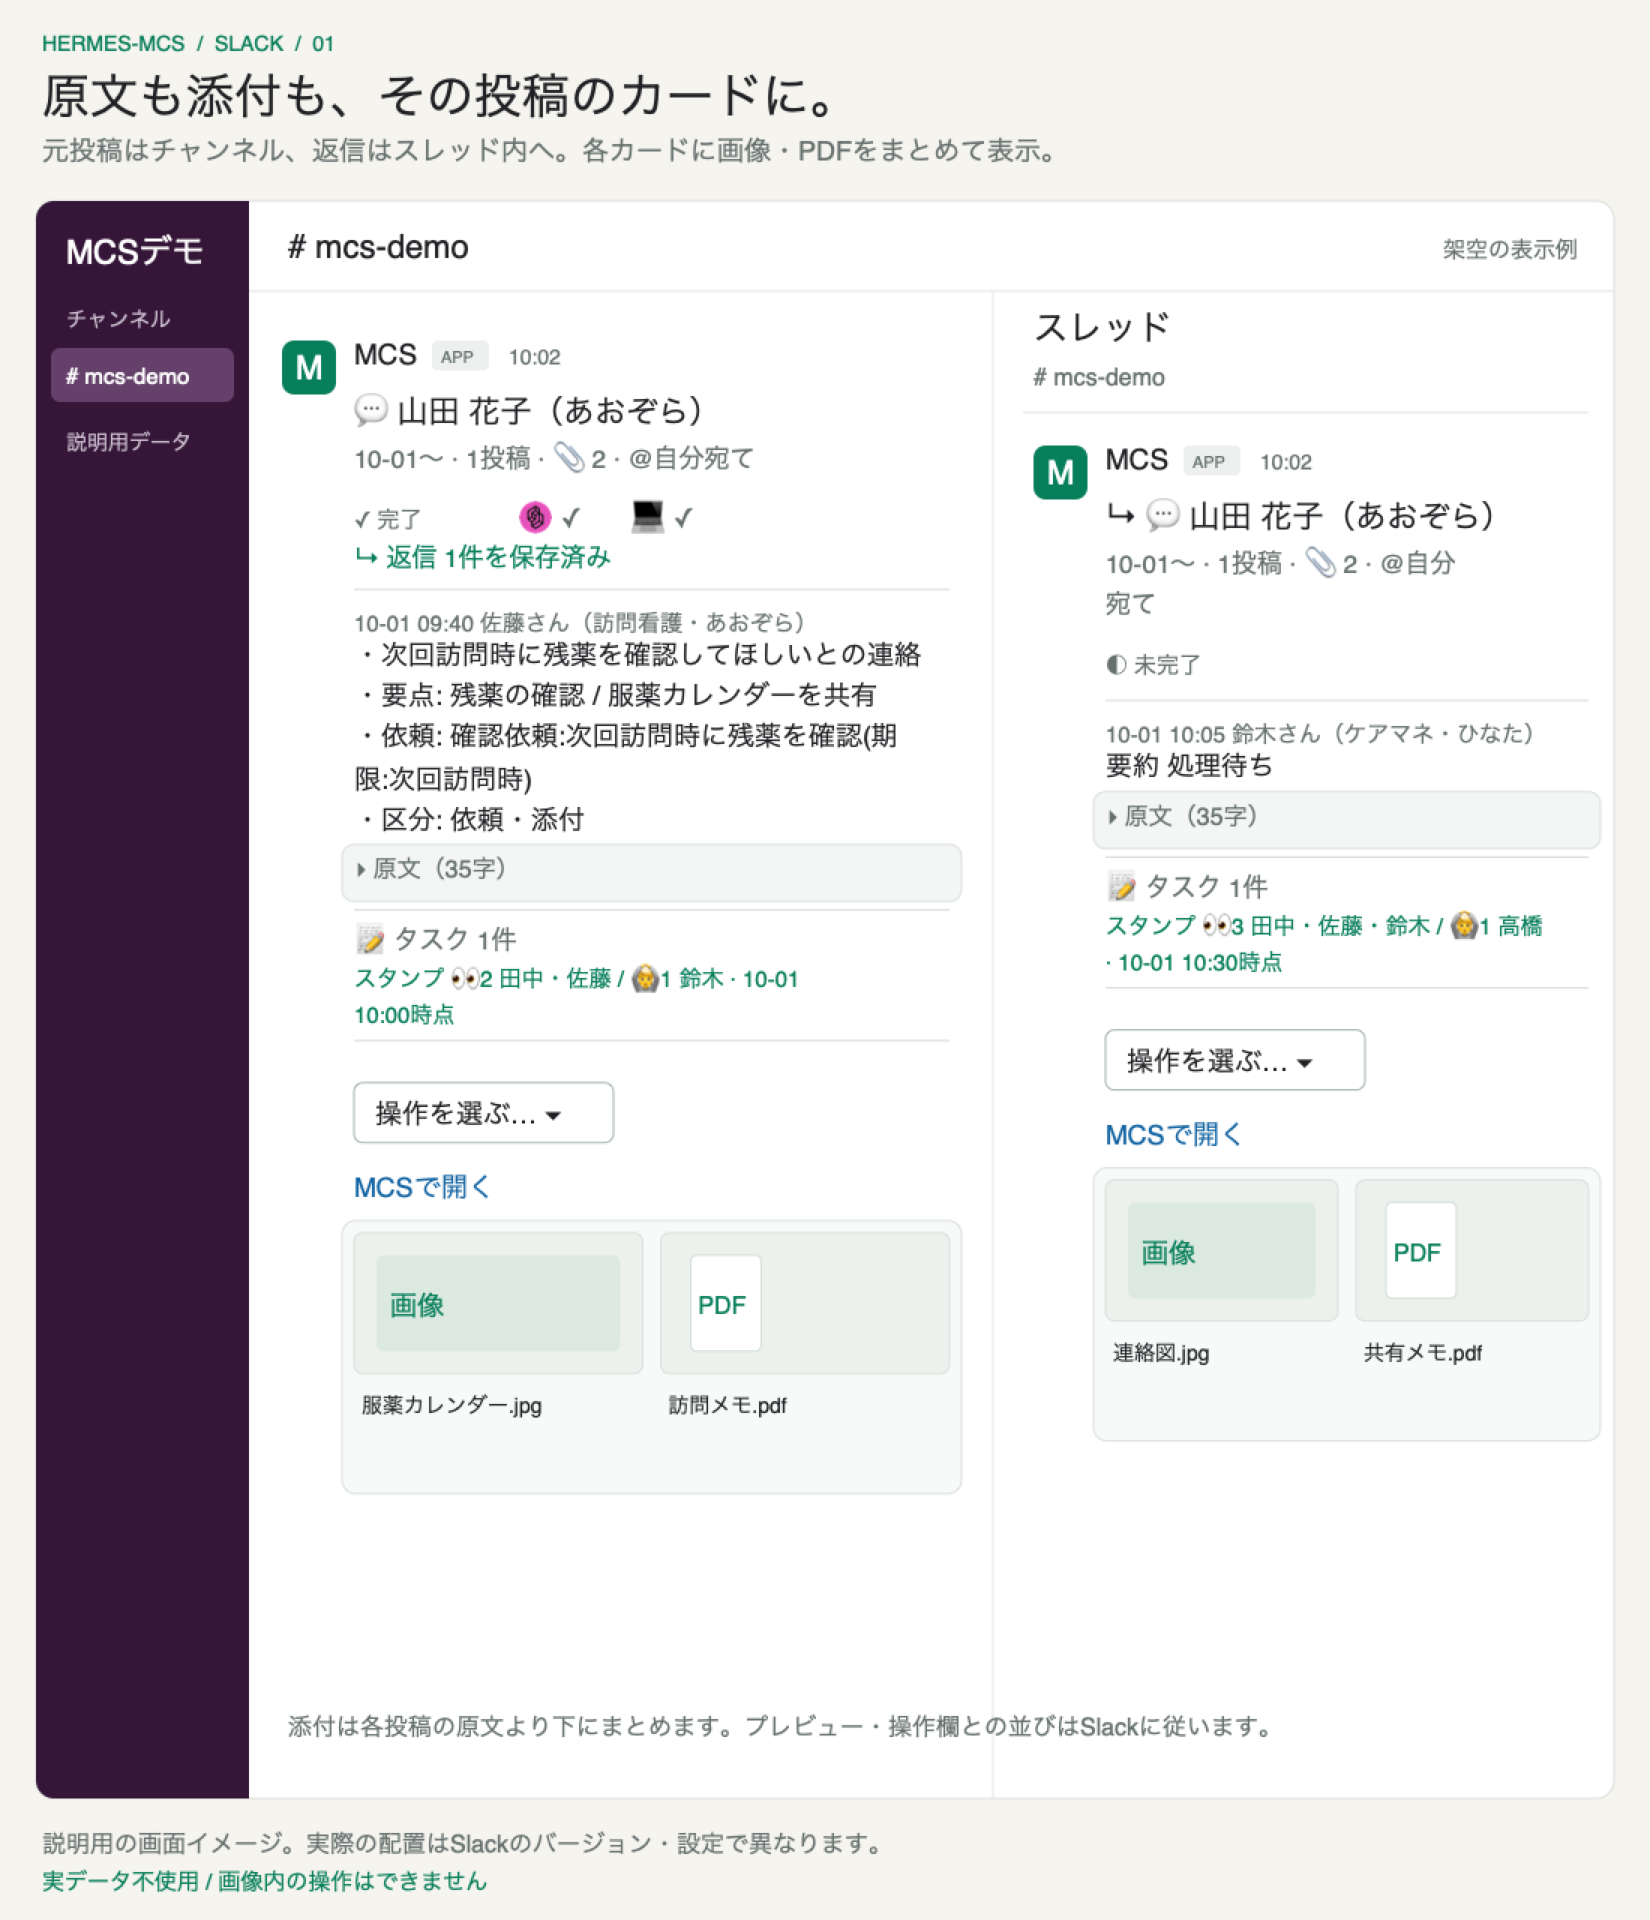 HERMES-MCS / SLACK / 01
原文も添付も、その投稿のカードに。
元投稿はチャンネル、返信はスレッド内へ。各カードに画像・PDFをまとめて表示。
MCSデモ
チャンネル
# mcs-demo
説明用データ
# mcs-demo
架空の表示例
M
MCS APP 10:02
💬 山田 花子（あおぞら）
10-01〜 · 1投稿 · 📎 2 · @自分宛て
✓ 完了 ✓ 💻 ✓
↳ 返信 1件を保存済み
10-01 09:40 佐藤さん（訪問看護・あおぞら）
・次回訪問時に残薬を確認してほしいとの連絡
・要点: 残薬の確認 / 服薬カレンダーを共有
・依頼: 確認依頼:次回訪問時に残薬を確認(期
限:次回訪問時)
・区分: 依頼・添付
▸ 原文（35字）
📝 タスク 1件
スタンプ 👀2 田中・佐藤 / 🙆1 鈴木 · 10-01
10:00時点
操作を選ぶ... ▾
MCSで開く
画像
PDF
服薬カレンダー.jpg
訪問メモ.pdf
スレッド
# mcs-demo
M
MCS APP 10:02
↳ 💬 山田 花子（あおぞら）
10-01〜 · 1投稿 · 📎 2 · @自分
宛て
◐ 未完了
10-01 10:05 鈴木さん（ケアマネ・ひなた）
要約 処理待ち
▸ 原文（35字）
📝 タスク 1件
スタンプ 👀3 田中・佐藤・鈴木 / 🙆1 高橋
· 10-01 10:30時点
操作を選ぶ... ▾
MCSで開く
画像
PDF
連絡図.jpg
共有メモ.pdf
添付は各投稿の原文より下にまとめます。プレビュー・操作欄との並びはSlackに従います。
説明用の画面イメージ。実際の配置はSlackのバージョン・設定で異なります。
実データ不使用 / 画像内の操作はできません